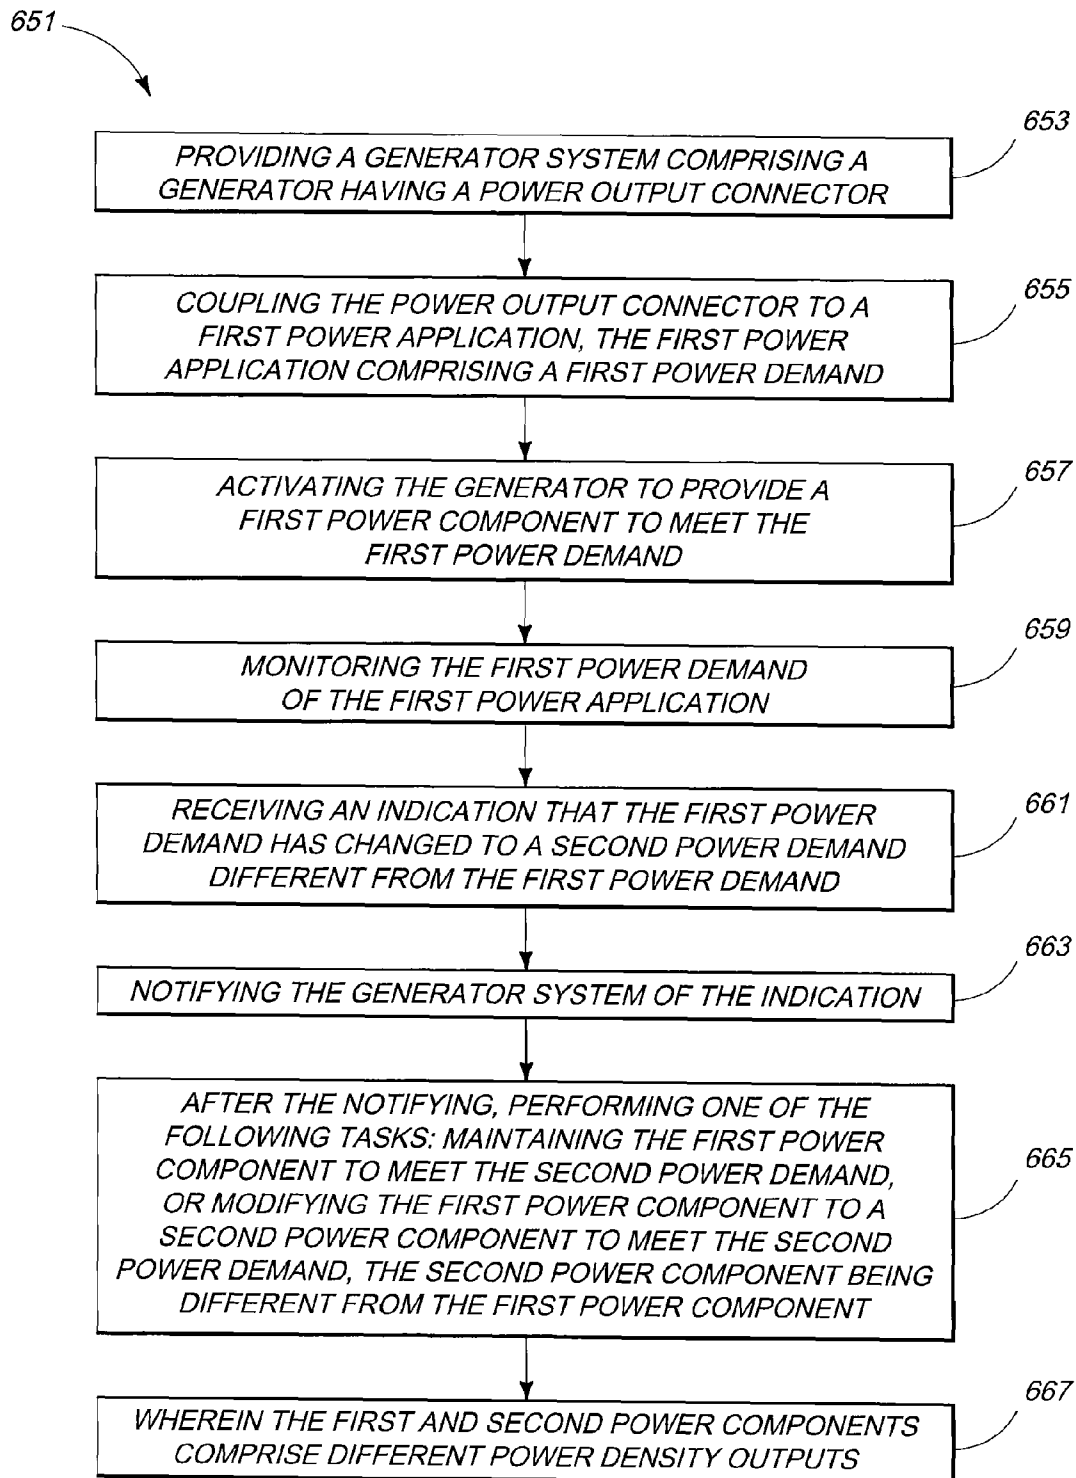 651
653
PROVIDING A GENERATOR SYSTEM COMPRISING A
GENERATOR HAVING A POWER OUTPUT CONNECTOR
655
COUPLING THE POWER OUTPUT CONNECTOR TO A
FIRST POWER APPLICATION, THE FIRST POWER
APPLICATION COMPRISING A FIRST POWER DEMAND
657
ACTIVATING THE GENERATOR TO PROVIDE A
FIRST POWER COMPONENT TO MEET THE
FIRST POWER DEMAND
659
MONITORING THE FIRST POWER DEMAND
OF THE FIRST POWER APPLICATION
661
RECEIVING AN INDICATION THAT THE FIRST POWER
DEMAND HAS CHANGED TO A SECOND POWER DEMAND
DIFFERENT FROM THE FIRST POWER DEMAND
663
NOTIFYING THE GENERATOR SYSTEM OF THE INDICATION
665
AFTER THE NOTIFYING, PERFORMING ONE OF THE
FOLLOWING TASKS: MAINTAINING THE FIRST POWER
COMPONENT TO MEET THE SECOND POWER DEMAND,
OR MODIFYING THE FIRST POWER COMPONENT TO A
SECOND POWER COMPONENT TO MEET THE SECOND
POWER DEMAND, THE SECOND POWER COMPONENT BEING
DIFFERENT FROM THE FIRST POWER COMPONENT
667
WHEREIN THE FIRST AND SECOND POWER COMPONENTS
COMPRISE DIFFERENT POWER DENSITY OUTPUTS